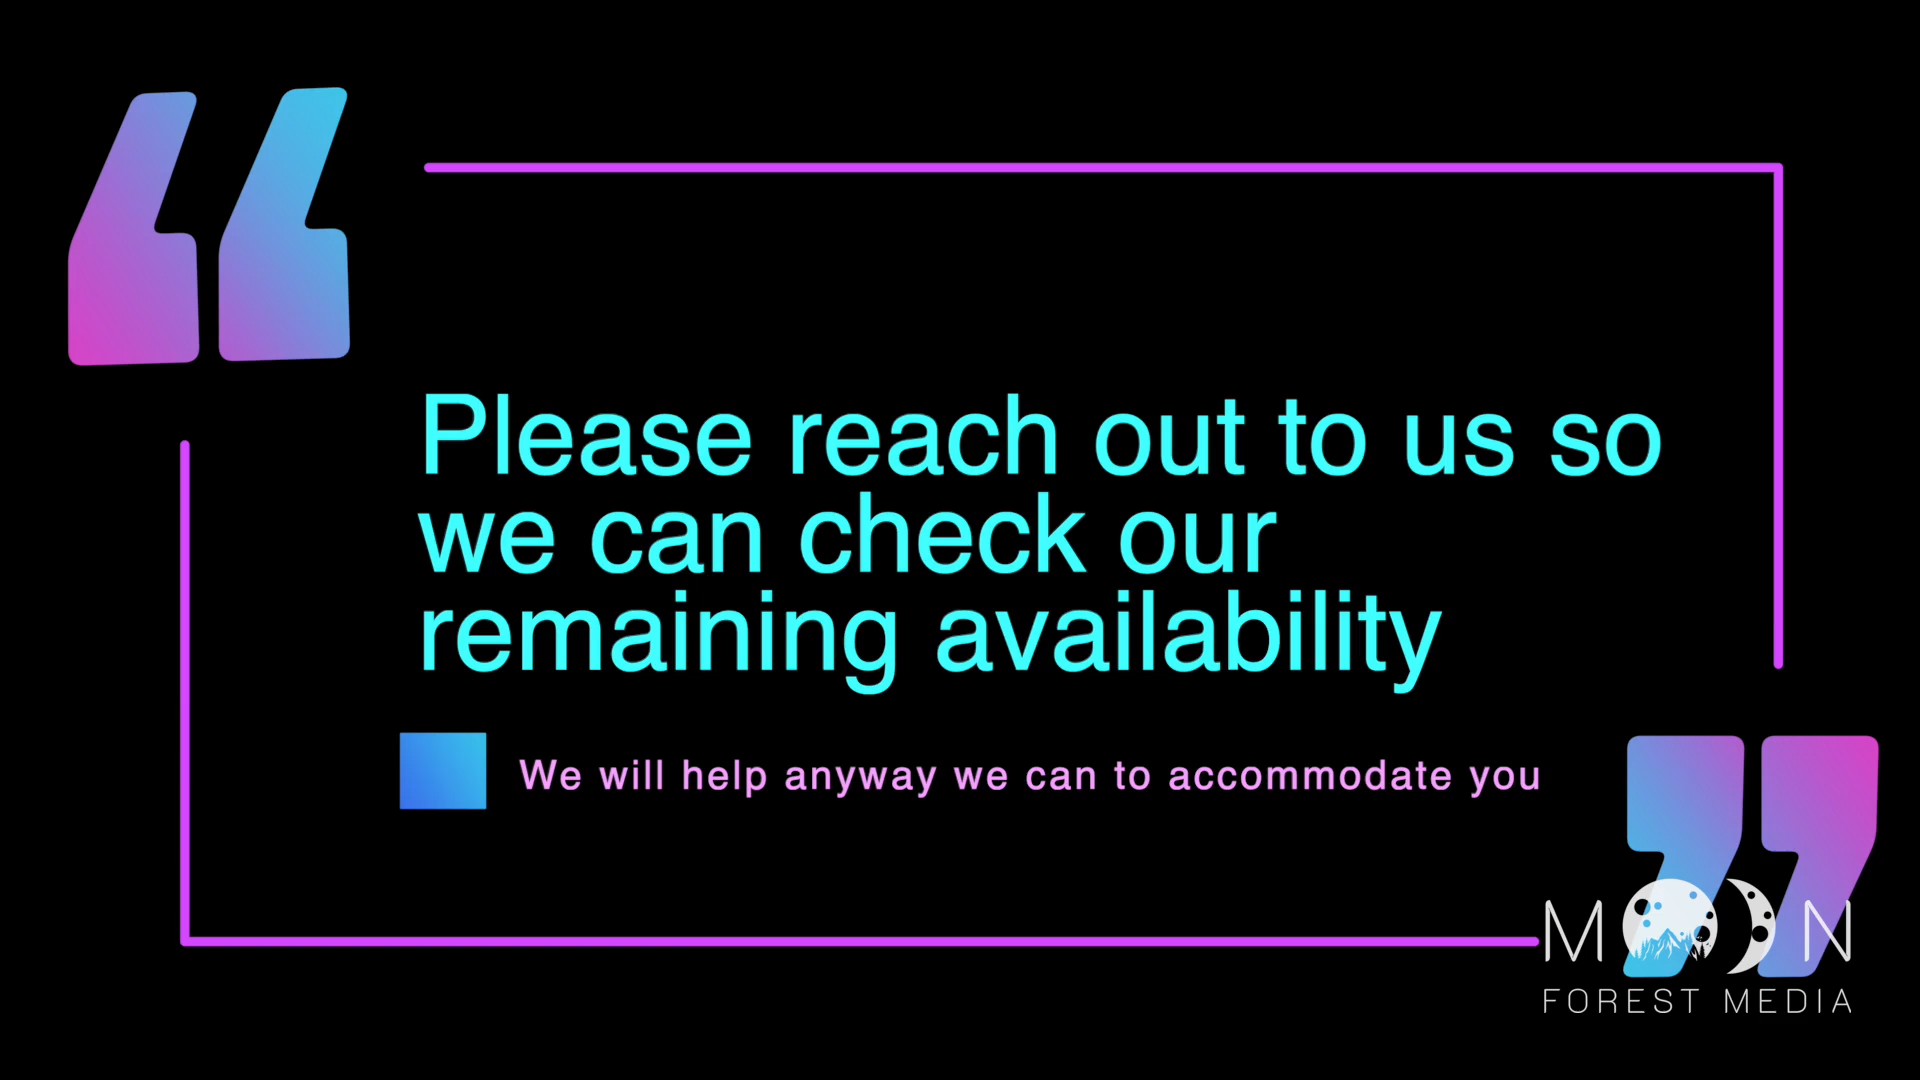 Please reach out to us so
we can check our
remaining availability
We will help anyway we can to accommodate you
MOON
FOREST MEDIA